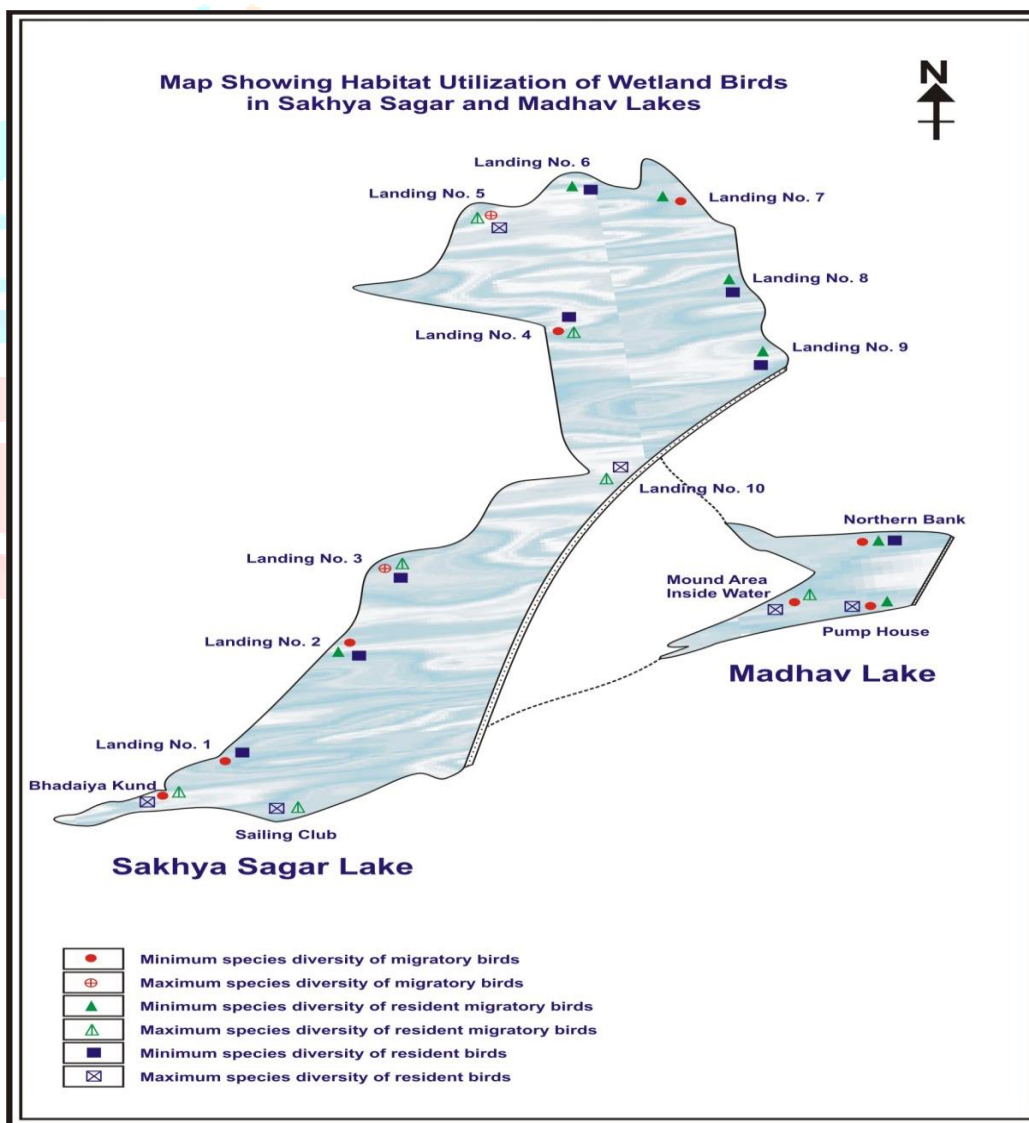 Map Showing Habitat Utilization of Wetland Birds
in Sakhya Sagar and Madhav Lakes
N
Landing No. 6
Landing No. 5
Landing No. 7
Landing No. 8
Landing No. 4
Landing No. 9
Landing No. 10
Northern Bank
Landing No. 3
Mound Area
Inside Water
Landing No. 2
Pump House
Madhav Lake
Landing No. 1
Bhadaiya Kund
Sailing Club
Sakhya Sagar Lake
Minimum species diversity of migratory birds
Maximum species diversity of migratory birds
Minimum species diversity of resident migratory birds
Maximum species diversity of resident migratory birds
Minimum species diversity of resident birds
Maximum species diversity of resident birds